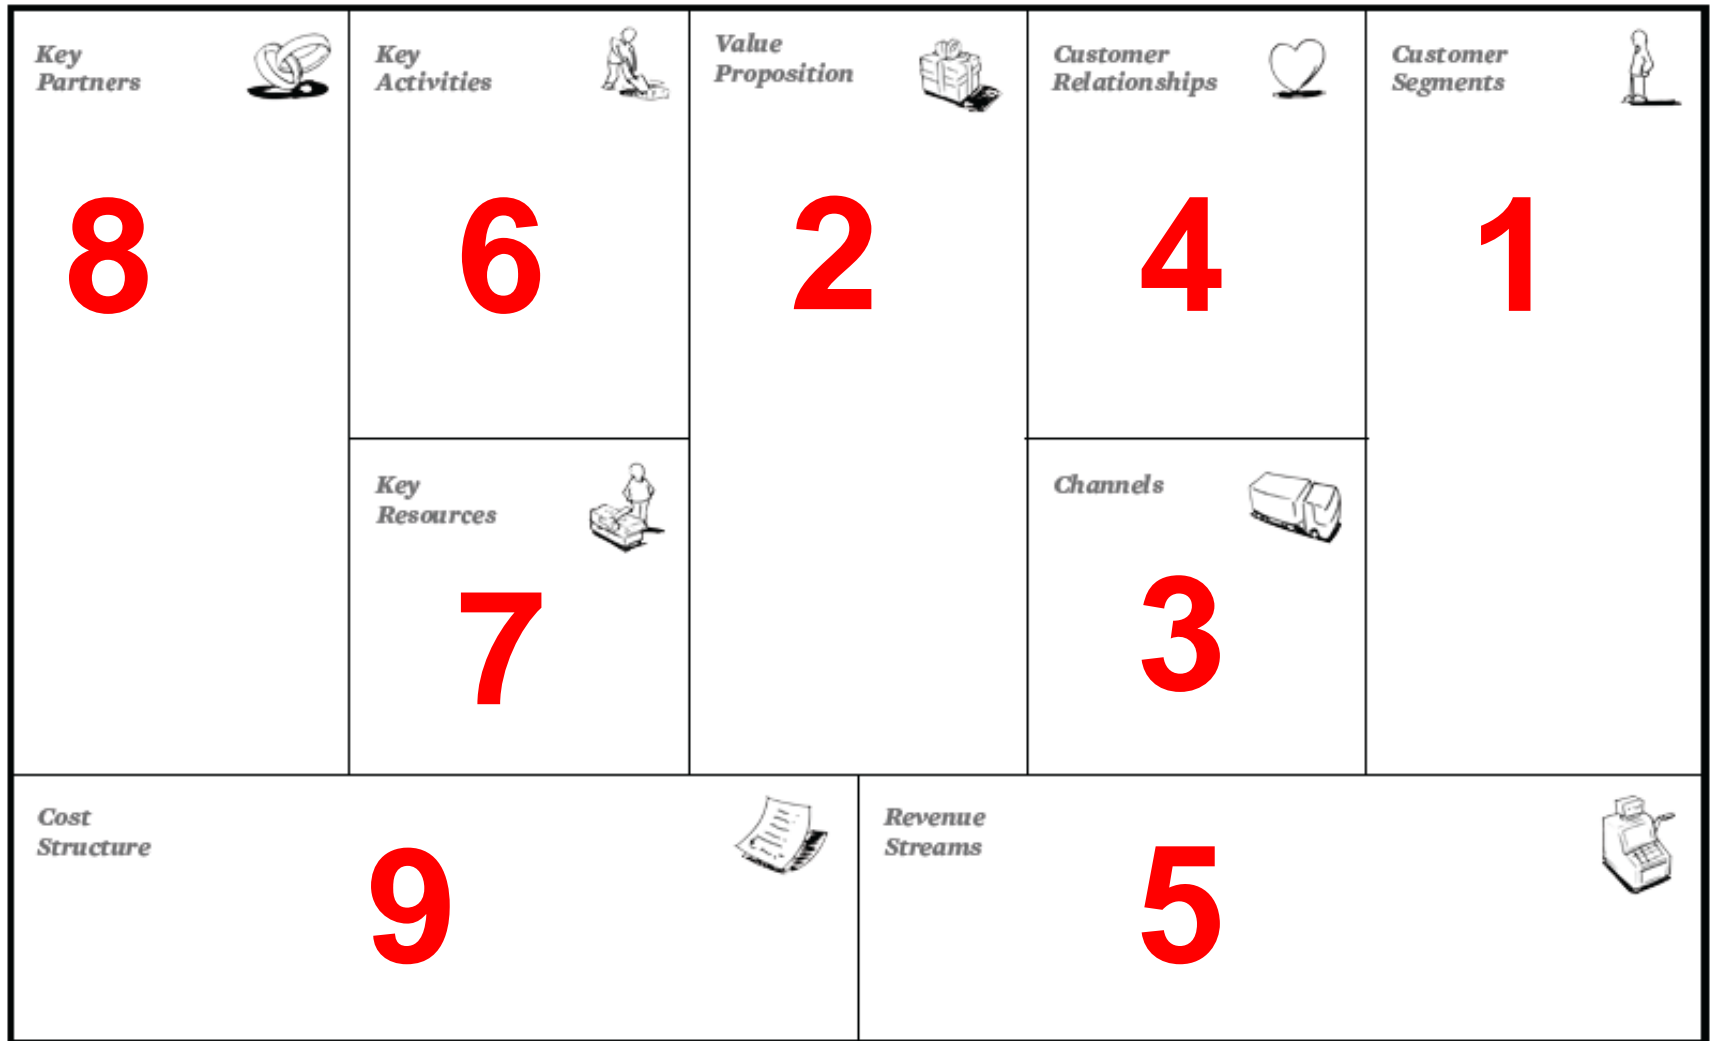 Key
Partners
8
Key
Activities
6
Key
Resources
7
Value
Proposition
2
Customer
Relationships
4
Channels
3
Customer
Segments
1
Cost
Structure
9
Revenue
Streams
5